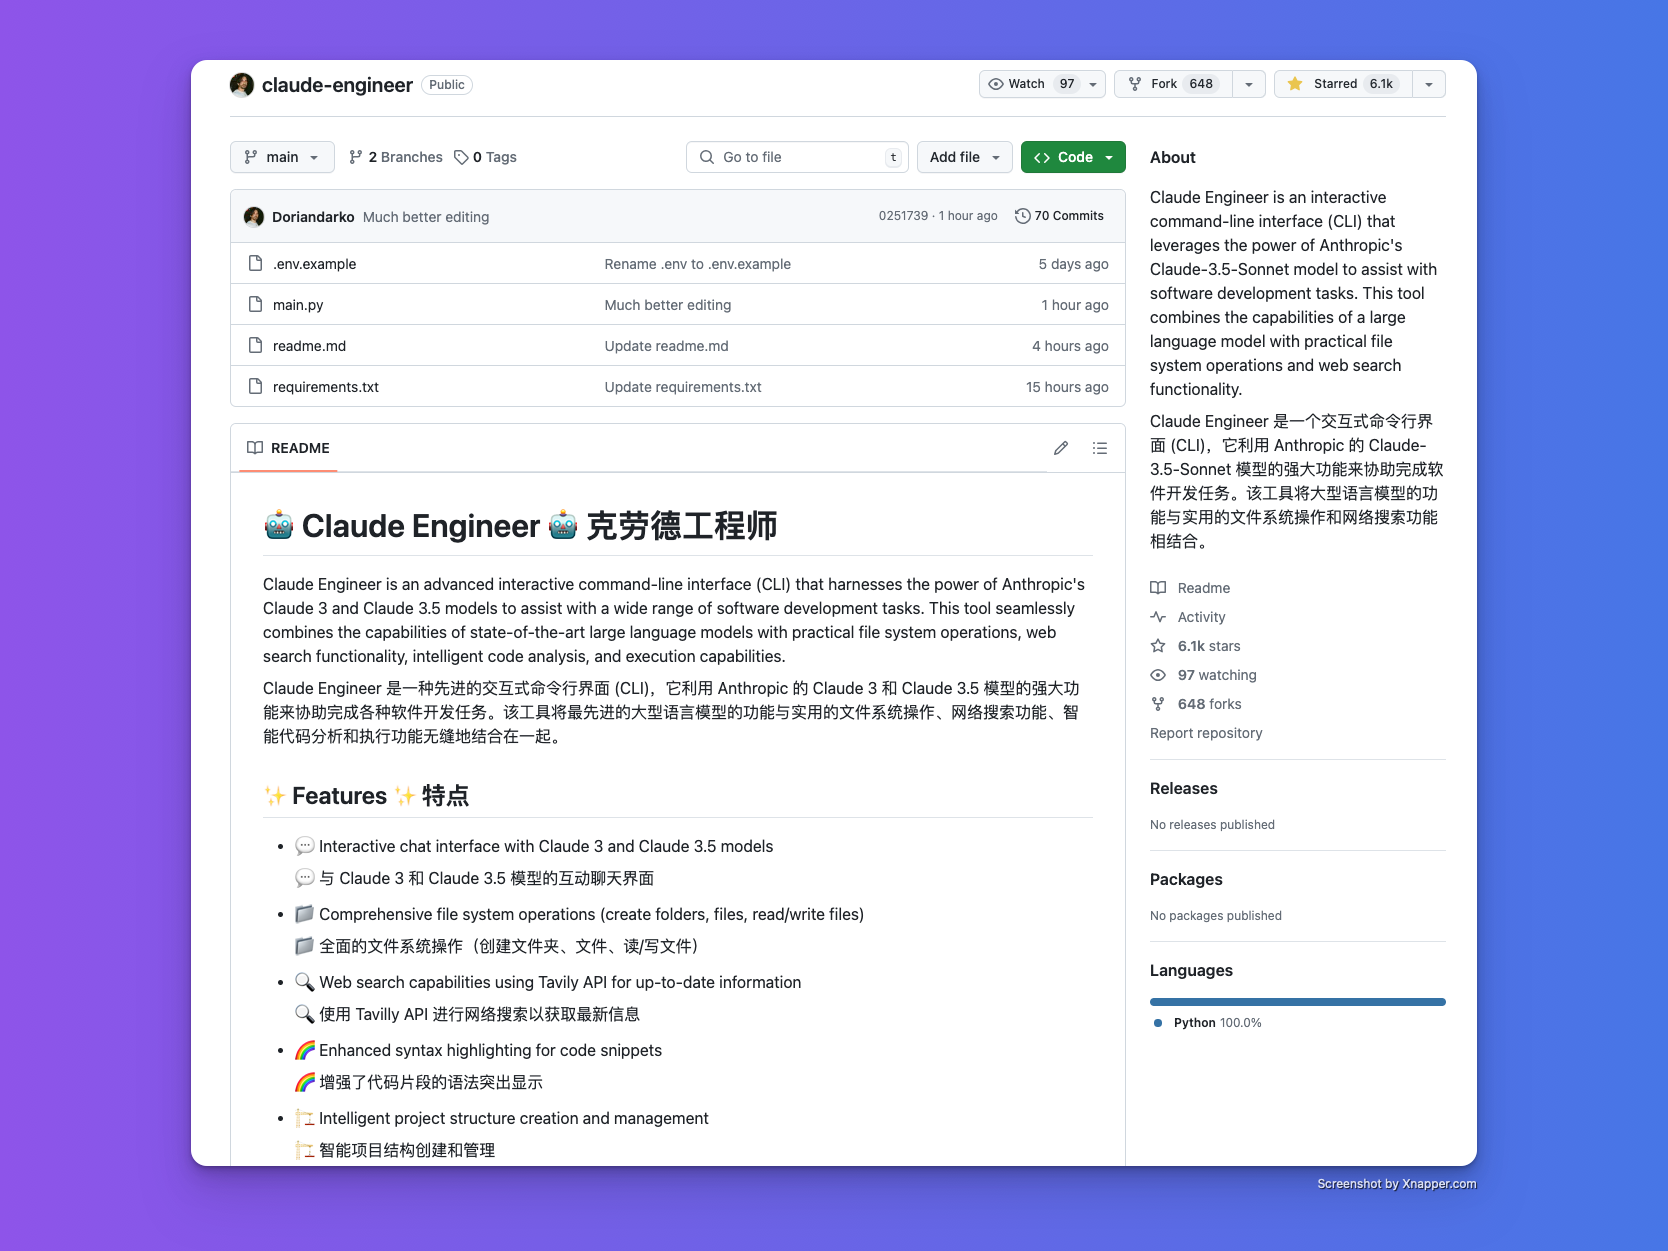 claude-engineer Public
Watch 97
Fork 648
Starred 6.1k
main
2 Branches
0 Tags
Go to file
t
Add file
Code
Doriandarko Much better editing
0251739 · 1 hour ago
70 Commits
.env.example
Rename .env to .env.example
5 days ago
main.py
Much better editing
1 hour ago
readme.md
Update readme.md
4 hours ago
requirements.txt
Update requirements.txt
15 hours ago
README
🤖 Claude Engineer 🤖 克劳德工程师
Claude Engineer is an advanced interactive command-line interface (CLI) that harnesses the power of Anthropic's
Claude 3 and Claude 3.5 models to assist with a wide range of software development tasks. This tool seamlessly
combines the capabilities of state-of-the-art large language models with practical file system operations, web
search functionality, intelligent code analysis, and execution capabilities.
Claude Engineer 是一种先进的交互式命令行界面 (CLI)，它利用 Anthropic 的 Claude 3 和 Claude 3.5 模型的强大功
能来协助完成各种软件开发任务。该工具将最先进的大型语言模型的功能与实用的文件系统操作、网络搜索功能、智
能代码分析和执行功能无缝地结合在一起。
✨ Features ✨ 特点
• 💬 Interactive chat interface with Claude 3 and Claude 3.5 models
💬 与 Claude 3 和 Claude 3.5 模型的互动聊天界面
• 📁 Comprehensive file system operations (create folders, files, read/write files)
📁 全面的文件系统操作（创建文件夹、文件、读/写文件）
• 🔍 Web search capabilities using Tavily API for up-to-date information
🔍 使用 Tavilly API 进行网络搜索以获取最新信息
• 🌈 Enhanced syntax highlighting for code snippets
🌈 增强了代码片段的语法突出显示
• 🏗️ Intelligent project structure creation and management
🏗️ 智能项目结构创建和管理
About
Claude Engineer is an interactive
command-line interface (CLI) that
leverages the power of Anthropic's
Claude-3.5-Sonnet model to assist with
software development tasks. This tool
combines the capabilities of a large
language model with practical file
system operations and web search
functionality.
Claude Engineer 是一个交互式命令行界
面 (CLI)，它利用 Anthropic 的 Claude-
3.5-Sonnet 模型的强大功能来协助完成软
件开发任务。该工具将大型语言模型的功
能与实用的文件系统操作和网络搜索功能
相结合。
Readme
Activity
6.1k stars
97 watching
648 forks
Report repository
Releases
No releases published
Packages
No packages published
Languages
Python 100.0%
Screenshot by Xnapper.com